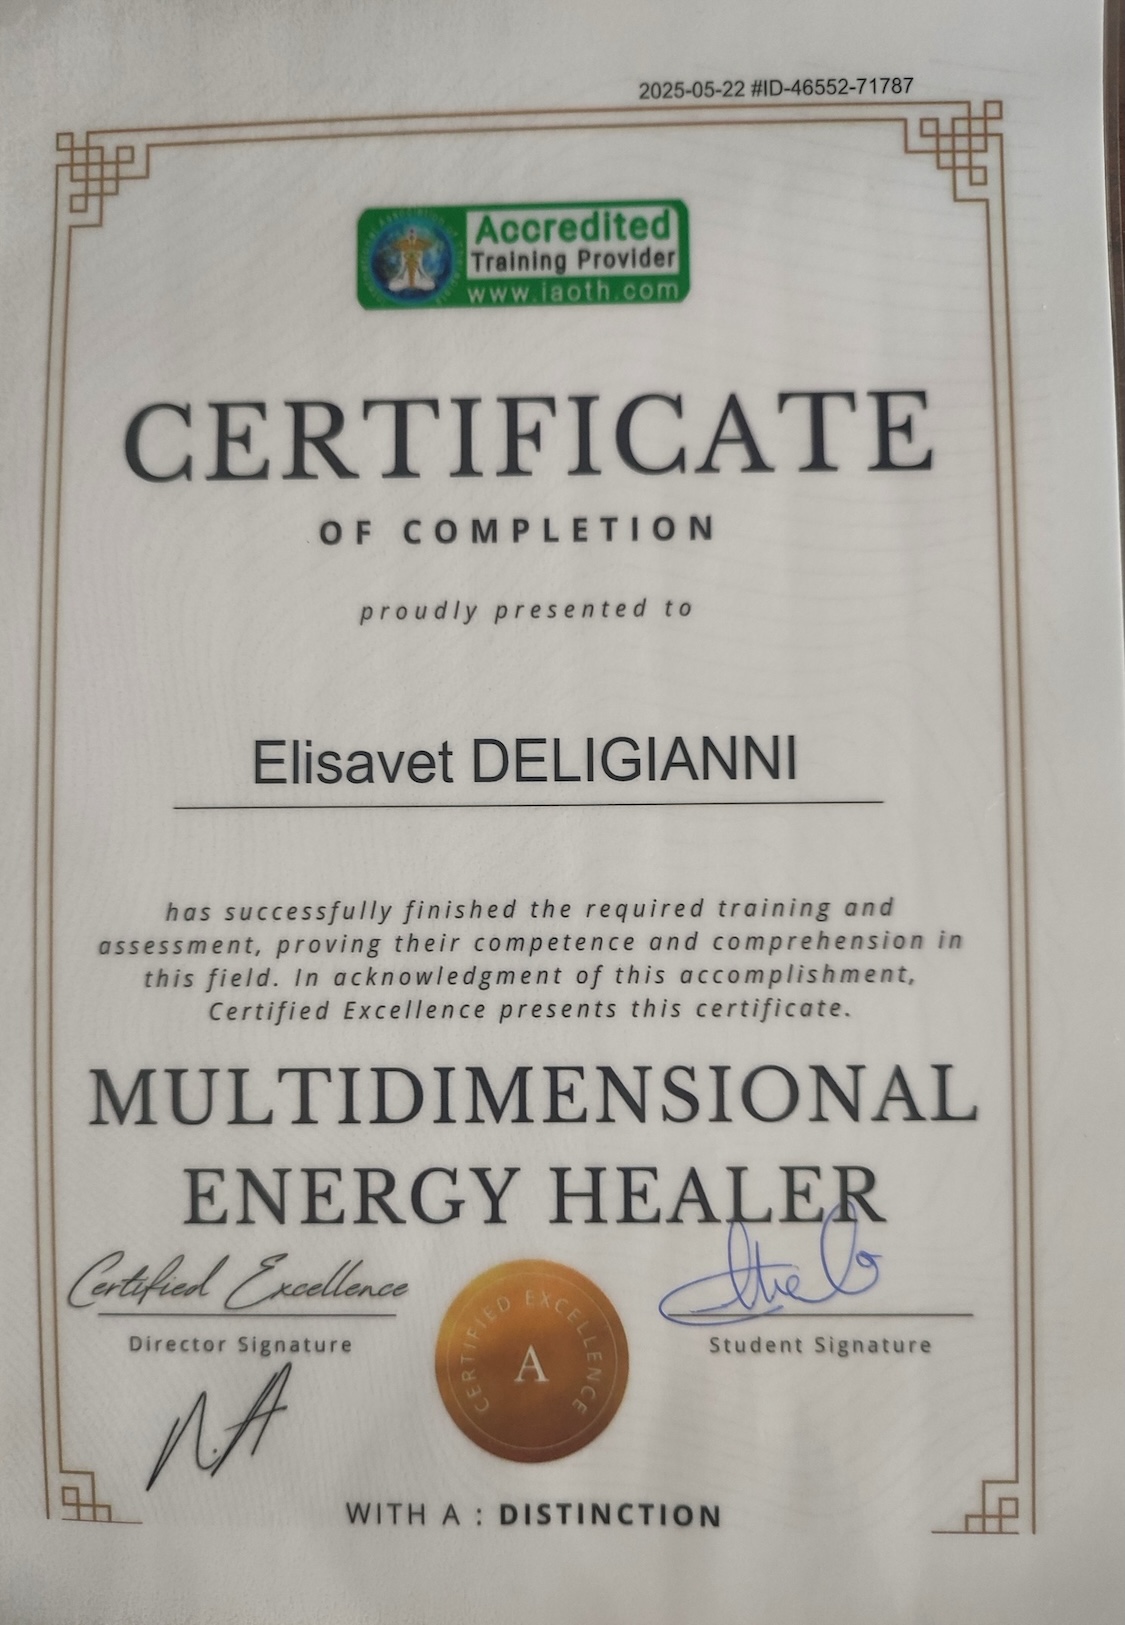 2025-05-22 #ID-46552-71787
Accredited
Training Provider
www.iaoth.com
CERTIFICATE
OF COMPLETION
proudly presented to
Elisavet DELIGIANNI
has successfully finished the required training and
assessment, proving their competence and comprehension in
this field. In acknowledgment of this accomplishment,
Certified Excellence presents this certificate.
MULTIDIMENSIONAL
ENERGY HEALER
Certified Excellence
Director Signature
Student Signature
CERTIFIED EXCELLENCE
A
WITH A : DISTINCTION